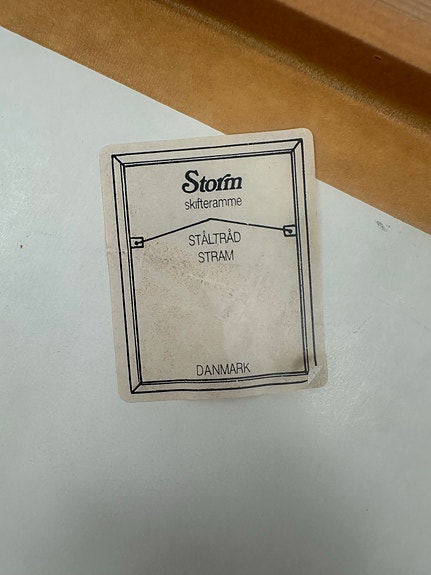 Storm
skifteramme
STÅLTRÅD
STRAM
DANMARK